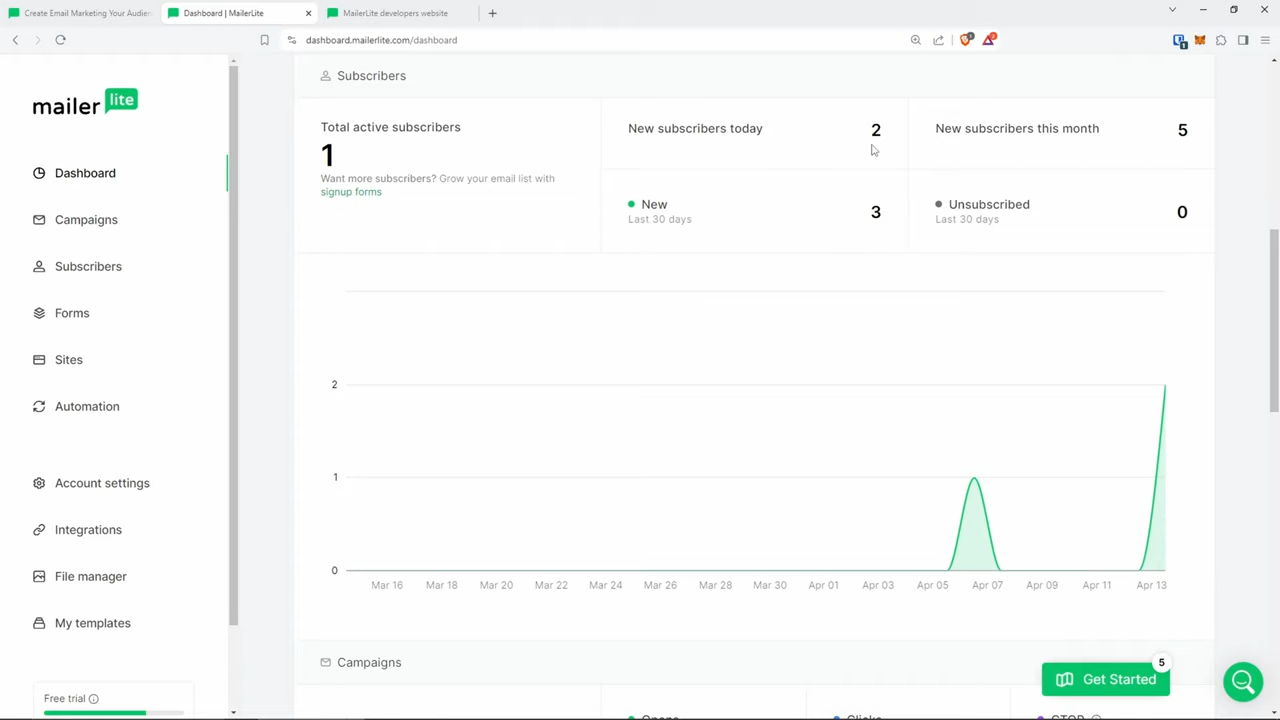 Create Email Marketing Your Audien
Dashboard | MailerLite
MailerLite developers website
dashboard.mailerlite.com/dashboard
mailer lite
Dashboard
Campaigns
Subscribers
Forms
Sites
Automation
Account settings
Integrations
File manager
My templates
Free trial
Subscribers
Total active subscribers
1
Want more subscribers? Grow your email list with
signup forms
New subscribers today
2
New subscribers this month
5
New
Last 30 days
3
Unsubscribed
Last 30 days
0
2
1
0
Mar 16 Mar 18 Mar 20 Mar 22 Mar 24 Mar 26 Mar 28 Mar 30 Apr 01 Apr 03 Apr 05 Apr 07 Apr 09 Apr 11 Apr 13
Campaigns
Get Started
5
Opens
Clicks
CTOR